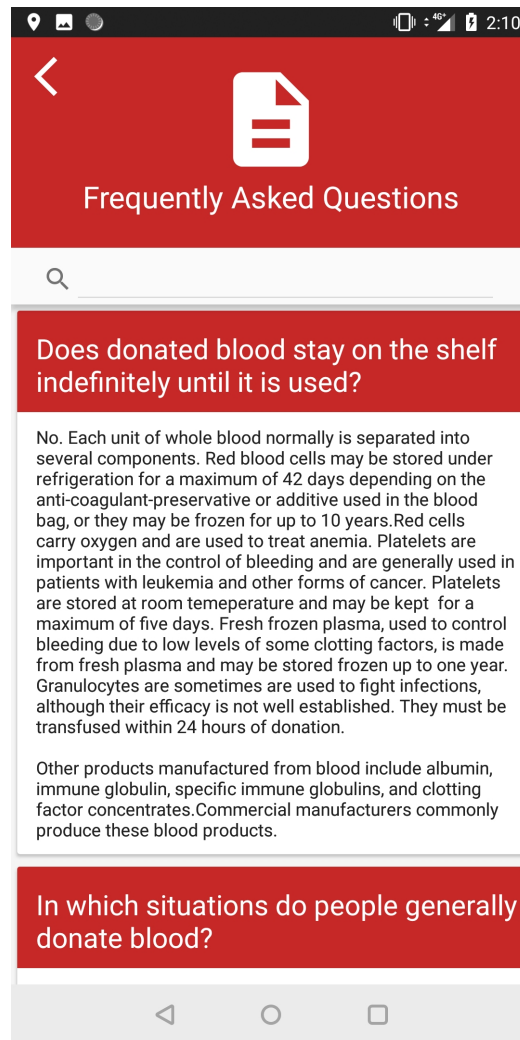 4G+ 2:10
Frequently Asked Questions
Does donated blood stay on the shelf
indefinitely until it is used?
No. Each unit of whole blood normally is separated into
several components. Red blood cells may be stored under
refrigeration for a maximum of 42 days depending on the
anti-coagulant-preservative or additive used in the blood
bag, or they may be frozen for up to 10 years.Red cells
carry oxygen and are used to treat anemia. Platelets are
important in the control of bleeding and are generally used in
patients with leukemia and other forms of cancer. Platelets
are stored at room temeperature and may be kept  for a
maximum of five days. Fresh frozen plasma, used to control
bleeding due to low levels of some clotting factors, is made
from fresh plasma and may be stored frozen up to one year.
Granulocytes are sometimes are used to fight infections,
although their efficacy is not well established. They must be
transfused within 24 hours of donation.
Other products manufactured from blood include albumin,
immune globulin, specific immune globulins, and clotting
factor concentrates.Commercial manufacturers commonly
produce these blood products.
In which situations do people generally
donate blood?